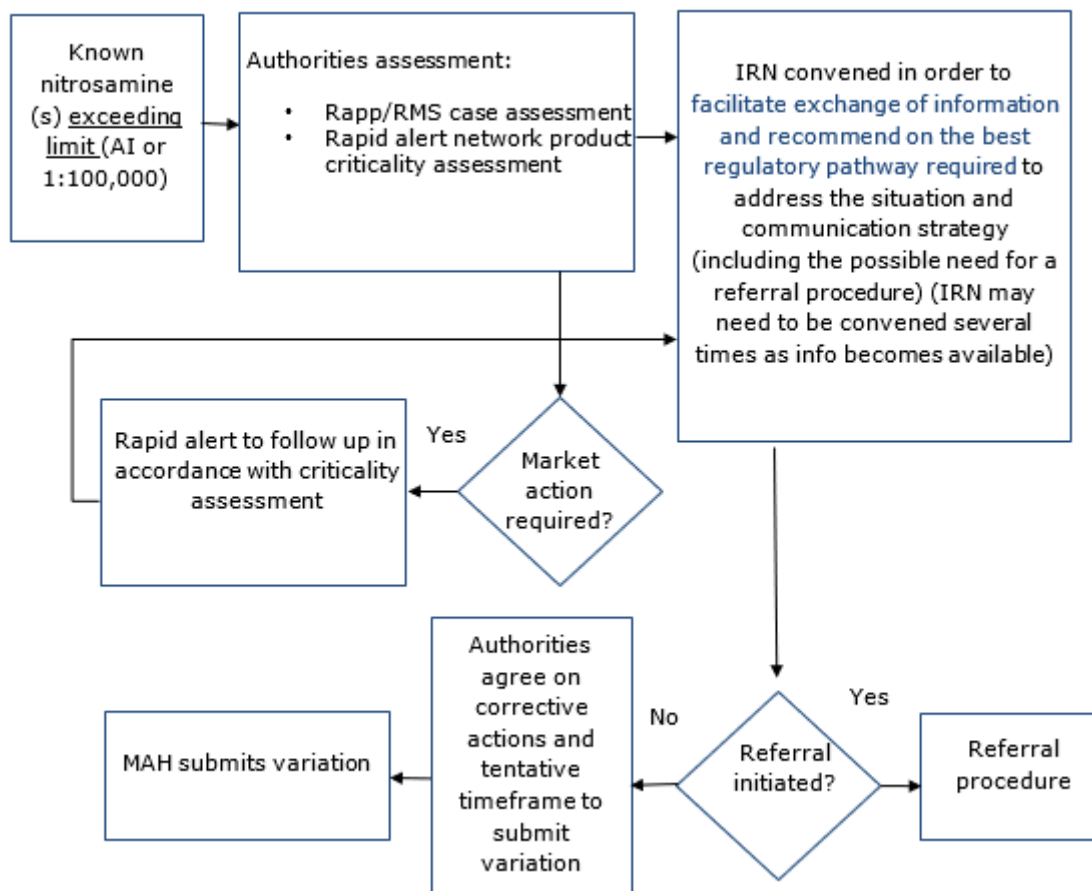 Known
nitrosamine
(s) exceeding
limit (AI or
1:100,000)
Authorities assessment:
• Rapp/RMS case assessment
• Rapid alert network product
criticality assessment
IRN convened in order to
facilitate exchange of information
and recommend on the best
regulatory pathway required to
address the situation and
communication strategy
(including the possible need for a
referral procedure) (IRN may
need to be convened several
times as info becomes available)
Rapid alert to follow up in
accordance with criticality
assessment
Yes
Market
action
required?
Authorities
agree on
corrective
actions and
tentative
timeframe to
submit
variation
MAH submits variation
No
Referral
initiated?
Yes
Referral
procedure